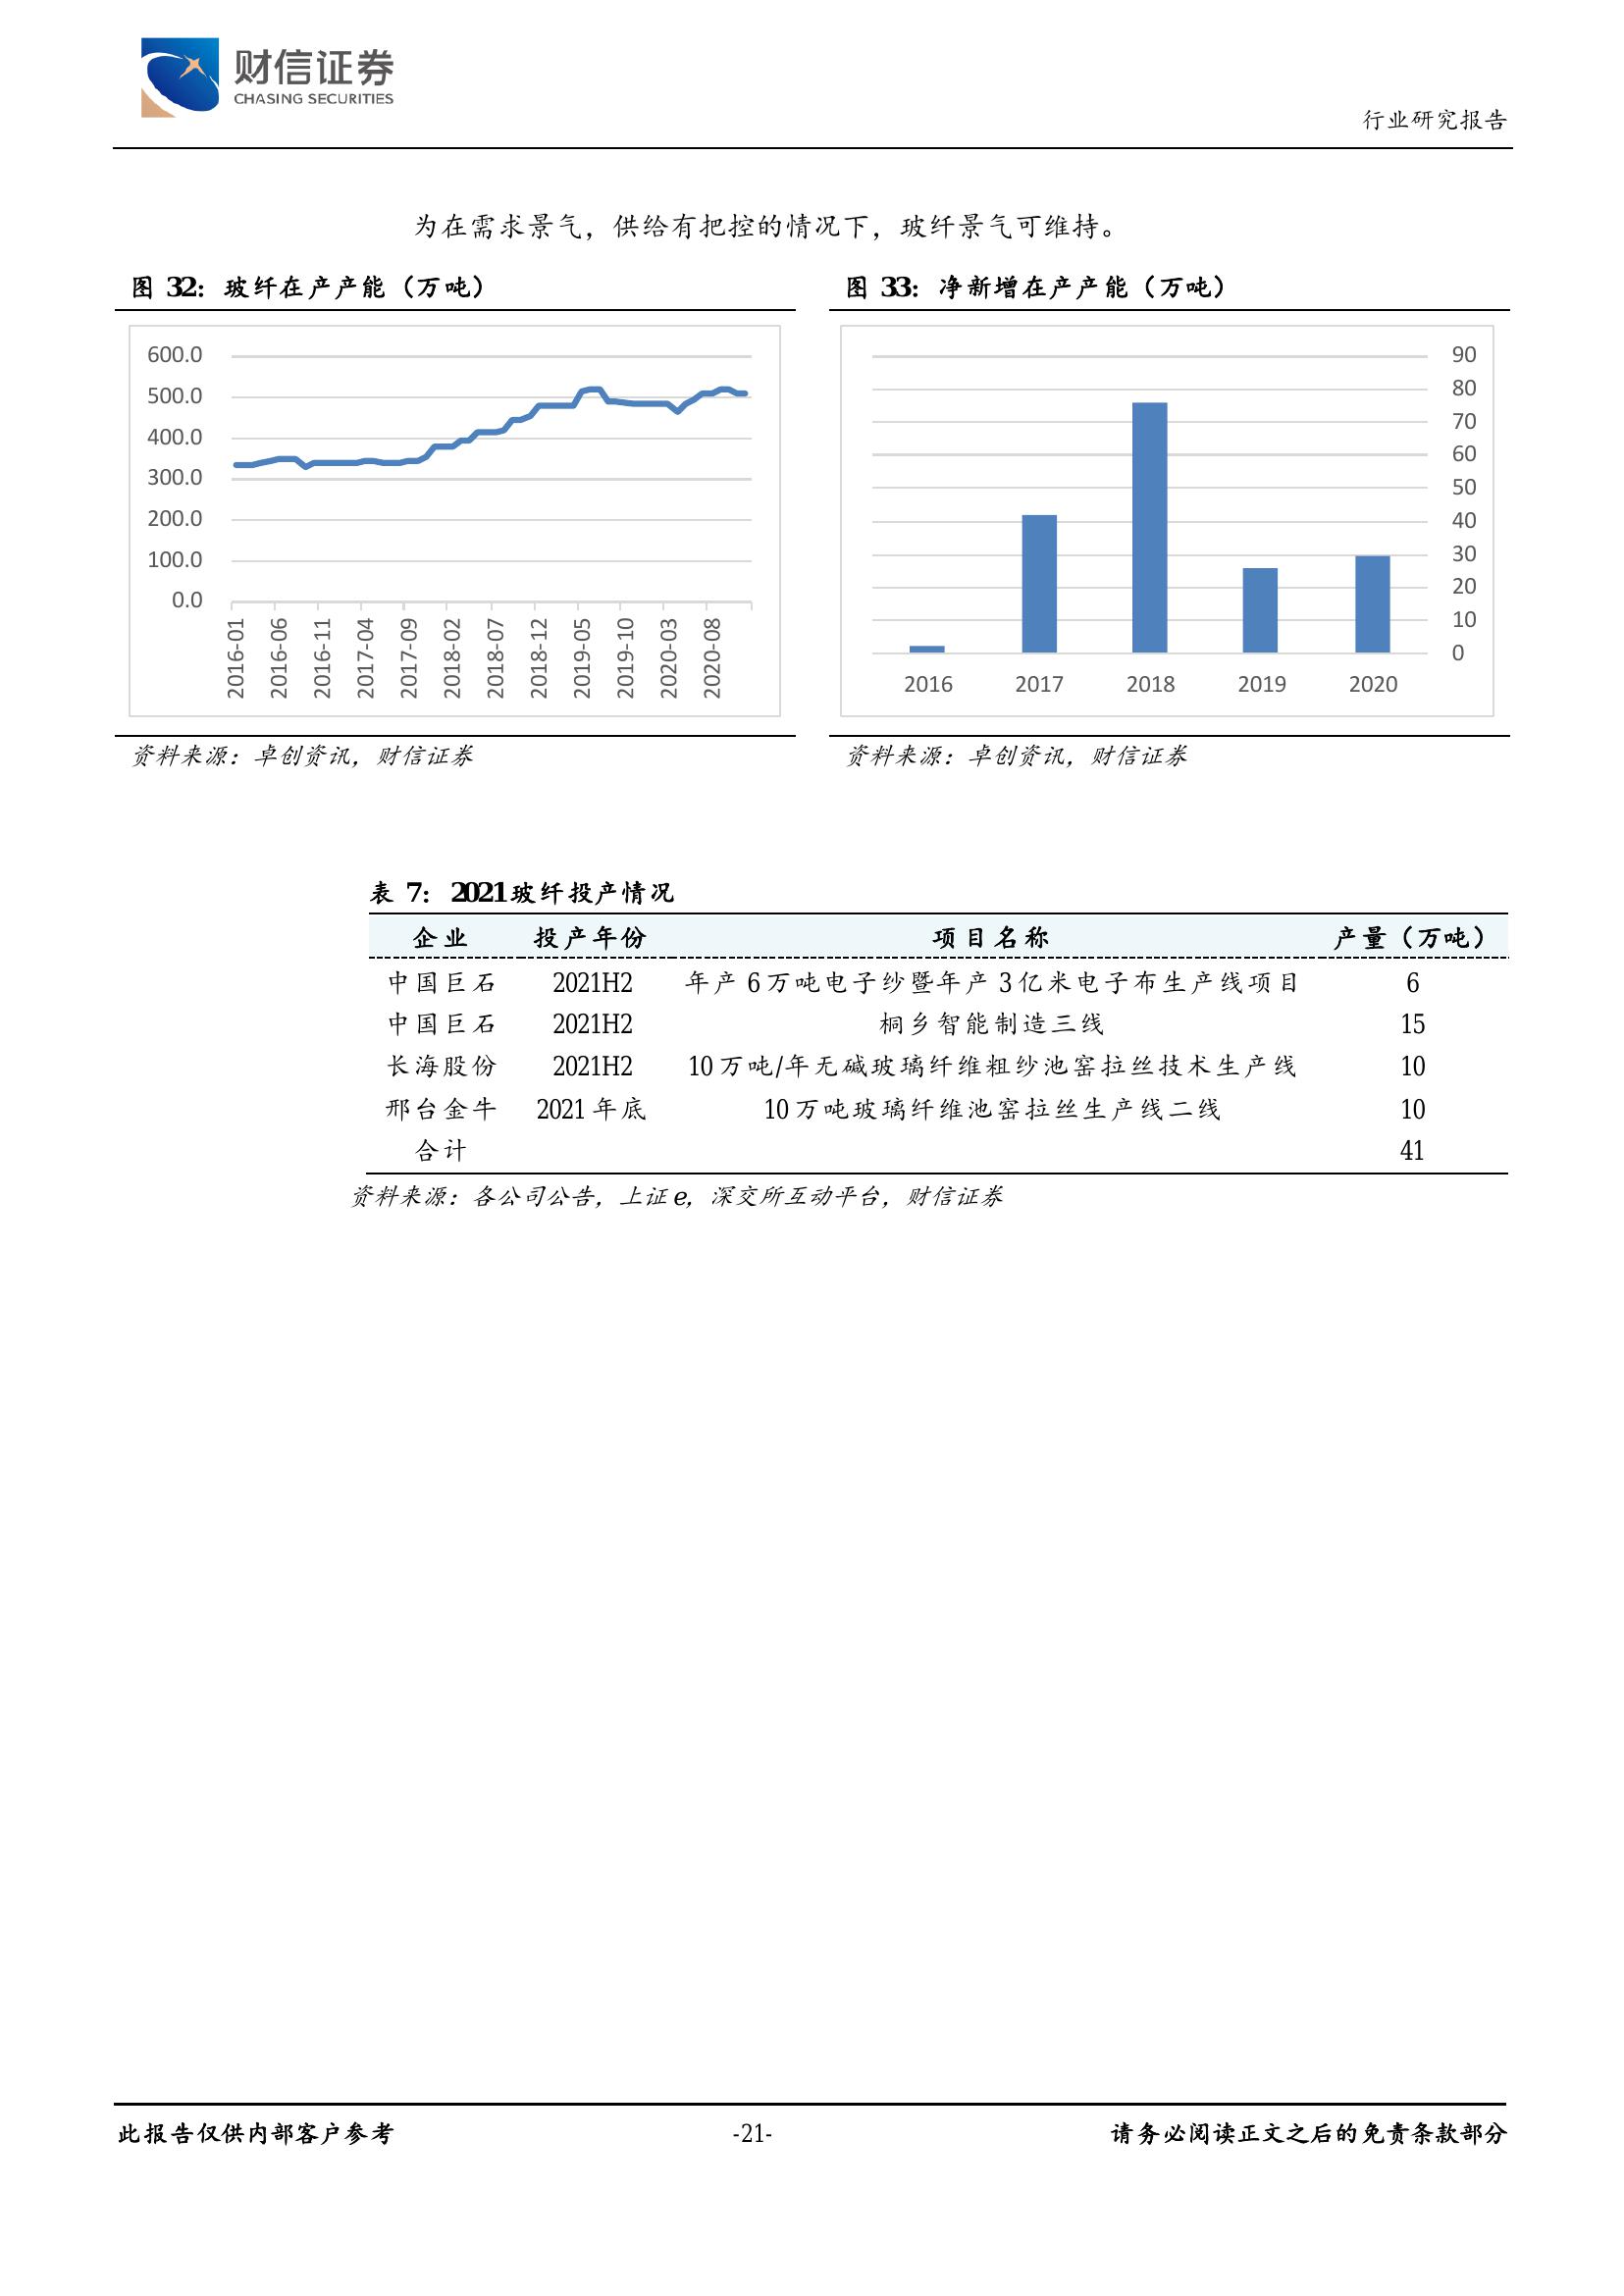 财信证券
CHASING SECURITIES
行业研究报告
为在需求景气，供给有把控的情况下，玻纤景气可维持。
图 32：玻纤在产产能（万吨）
600.0
500.0
400.0
300.0
200.0
100.0
0.0
2016-01 2016-06 2016-11 2017-04 2017-09 2018-02 2018-07 2018-12 2019-05 2019-10 2020-03 2020-08
资料来源：卓创资讯，财信证券
图 33：净新增在产产能（万吨）
90
80
70
60
50
40
30
20
10
0
2016 2017 2018 2019 2020
资料来源：卓创资讯，财信证券
表 7：2021玻纤投产情况
企业 投产年份 项目名称 产量（万吨）
中国巨石 2021H2 年产 6 万吨电子纱暨年产 3 亿米电子布生产线项目 6
中国巨石 2021H2 桐乡智能制造三线 15
长海股份 2021H2 10 万吨/年无碱玻璃纤维粗纱池窑拉丝技术生产线 10
邢台金牛 2021 年底 10 万吨玻璃纤维池窑拉丝生产线二线 10
合计 41
资料来源：各公司公告，上证 e，深交所互动平台，财信证券
此报告仅供内部客户参考 -21- 请务必阅读正文之后的免责条款部分